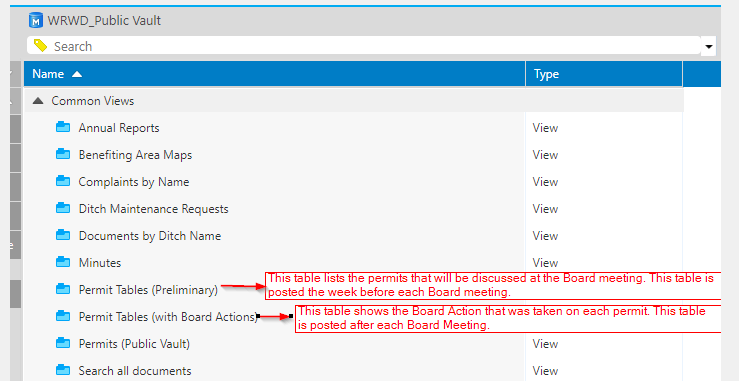 WRWD_Public Vault
Search
Name Type
Common Views
Annual Reports View
Benefiting Area Maps View
Complaints by Name View
Ditch Maintenance Requests View
Documents by Ditch Name View
Minutes View
Permit Tables (Preliminary) This table lists the permits that will be discussed at the Board meeting. This table is
posted the week before each Board meeting.
Permit Tables (with Board Actions) This table shows the Board Action that was taken on each permit. This table
is posted after each Board Meeting.
Permits (Public Vault) View
Search all documents View